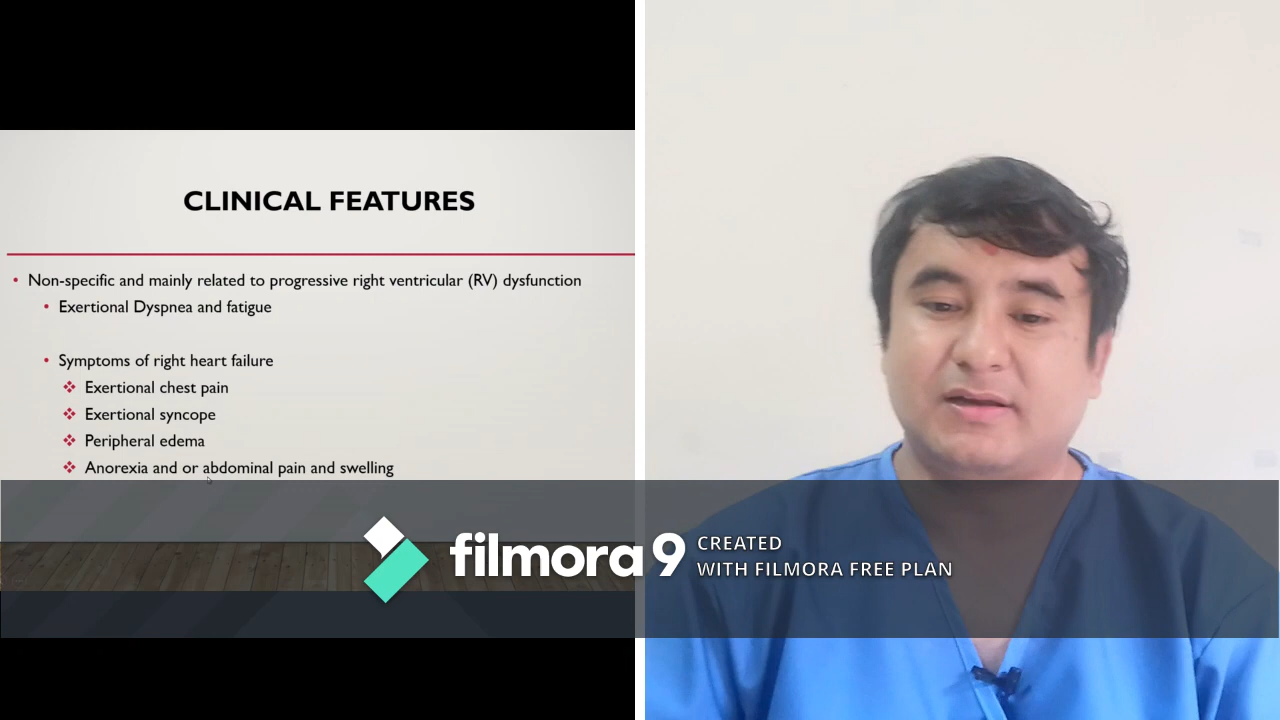 CLINICAL FEATURES
• Non-specific and mainly related to progressive right ventricular (RV) dysfunction
• Exertional Dyspnea and fatigue
• Symptoms of right heart failure
❖ Exertional chest pain
❖ Exertional syncope
❖ Peripheral edema
❖ Anorexia and or abdominal pain and swelling
filmora9 CREATED
WITH FILMORA FREE PLAN